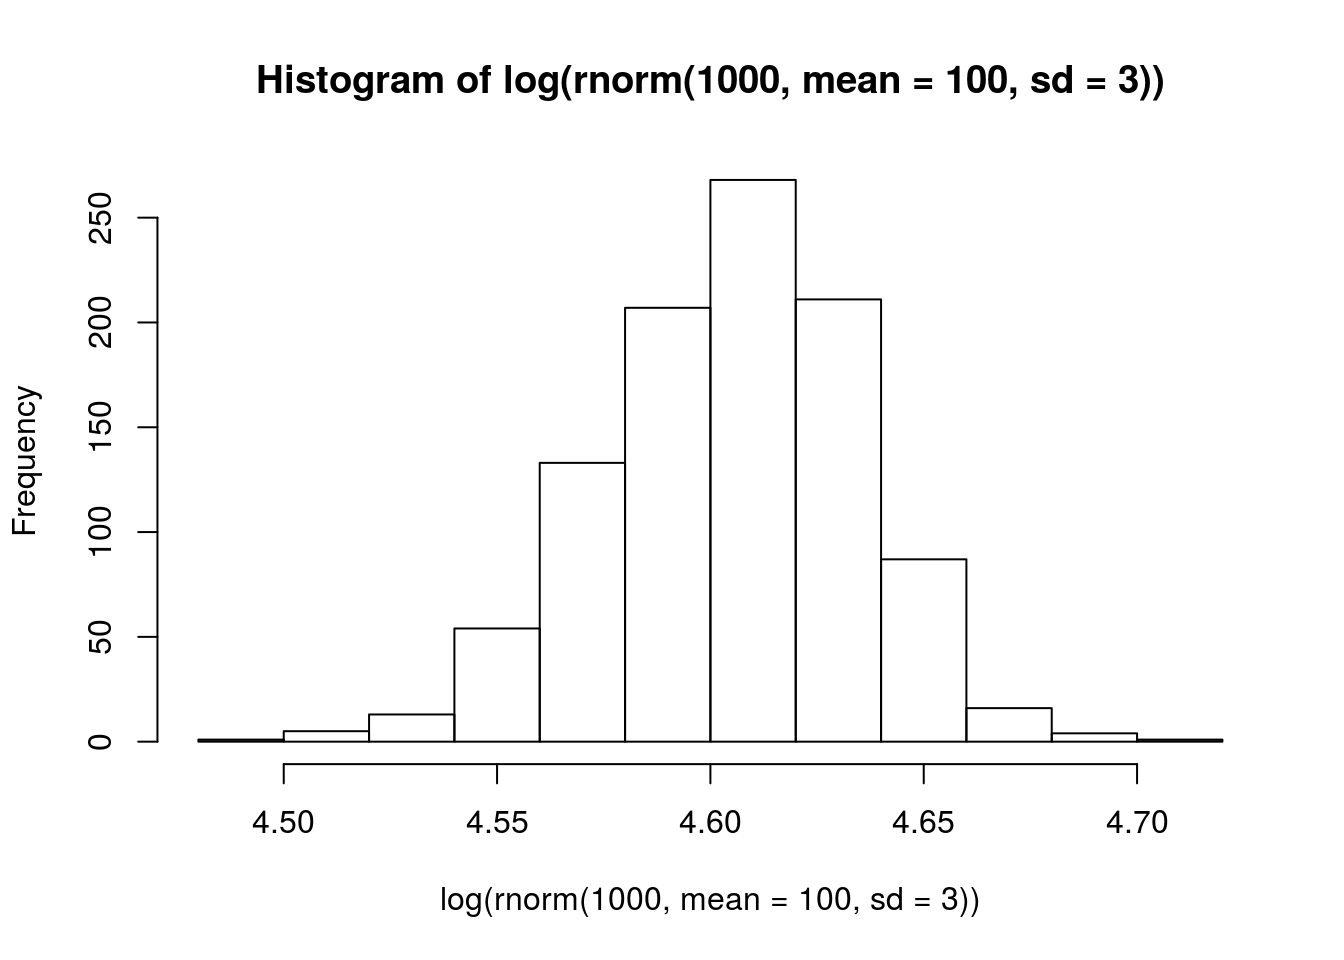 Histogram of log(rnorm(1000, mean = 100, sd = 3))
Frequency
250
200
150
100
50
0
4.50 4.55 4.60 4.65 4.70
log(rnorm(1000, mean = 100, sd = 3))